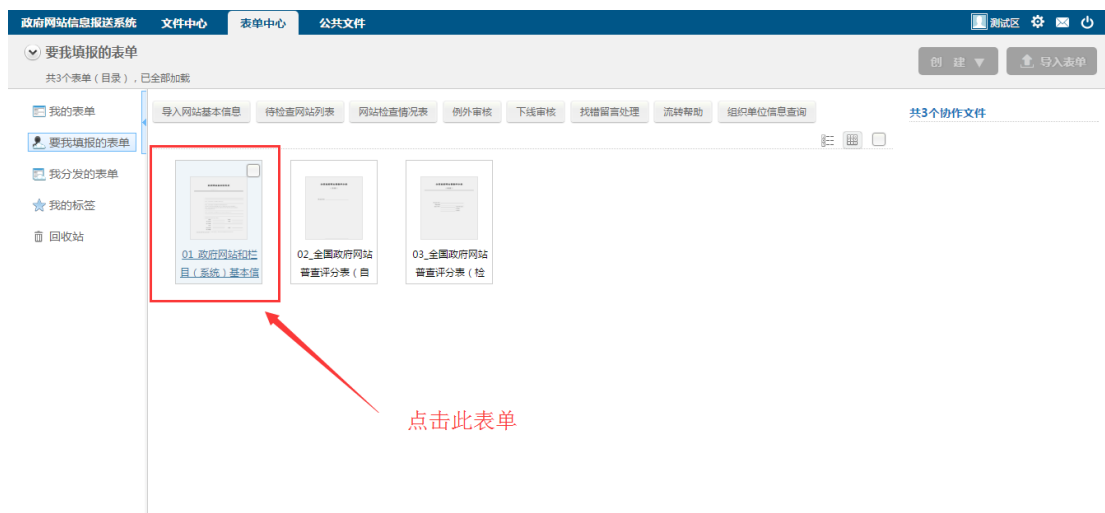 政府网站信息报送系统 文件中心 表单中心 公共文件 测试区
要我填报的表单
创 建 导入表单
共3个表单（目录），已全部加载
我的表单
要我填报的表单
我分发的表单
我的标签
回收站
导入网站基本信息 待检查网站列表 网站检查情况表 例外审核 下线审核 找错留言处理 流转帮助 组织单位信息查询
共3个协作文件
01_政府网站和栏
目（系统）基本信
02_全国政府网站
普查评分表（自
03_全国政府网站
普查评分表（检
点击此表单